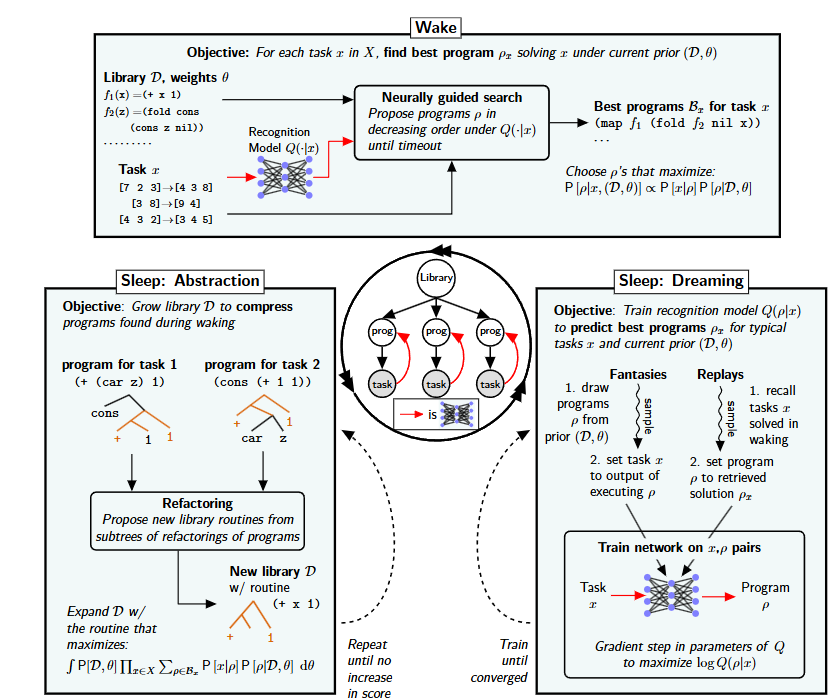 Wake
Objective: For each task x in X, find best program ρₓ solving x under current prior (𝒟, θ)
Library 𝒟, weights θ
f₁(x) =(+ x 1)
f₂(z) =(fold cons
(cons z nil))
.........
Task x
[7 2 3]→[4 3 8]
[3 8]→[9 4]
[4 3 2]→[3 4 5]
Recognition
Model Q(·|x)
Neurally guided search
Propose programs ρ in
decreasing order under Q(·|x)
until timeout
Best programs ℬₓ for task x
(map f₁ (fold f₂ nil x))
...
Choose ρ's that maximize:
P [ρ|x, (𝒟, θ)] ∝ P [x|ρ] P [ρ|𝒟, θ]
Library
prog prog prog
task task task
is
Sleep: Abstraction
Objective: Grow library 𝒟 to compress
programs found during waking
program for task 1
(+ (car z) 1)
cons
+ 1 1
program for task 2
(cons (+ 1 1))
+ 1
car z
Refactoring
Propose new library routines from
subtrees of refactorings of programs
New library 𝒟
w/ routine
(+ x 1)
+ 1
Expand 𝒟 w/
the routine that
maximizes:
∫ P[𝒟, θ] ∏ₓ∈X ∑ρ∈ℬₓ P [x|ρ] P [ρ|𝒟, θ] dθ
Repeat
until no
increase
in score
Train
until
converged
Sleep: Dreaming
Objective: Train recognition model Q(ρ|x)
to predict best programs ρₓ for typical
tasks x and current prior (𝒟, θ)
Fantasies
1. draw
programs
ρ from
prior (𝒟, θ)
sample
2. set task x
to output of
executing ρ
Replays
sample
1. recall
tasks x
solved in
waking
2. set program
ρ to retrieved
solution ρₓ
Train network on x,ρ pairs
Task
x
Program
ρ
Gradient step in parameters of Q
to maximize log Q(ρ|x)